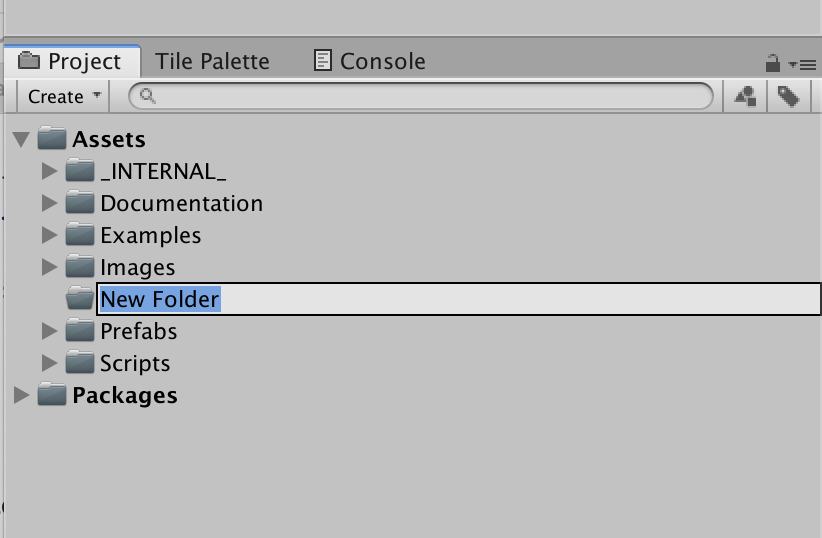 Project Tile Palette Console
Create
Assets
_INTERNAL_
Documentation
Examples
Images
New Folder
Prefabs
Scripts
Packages